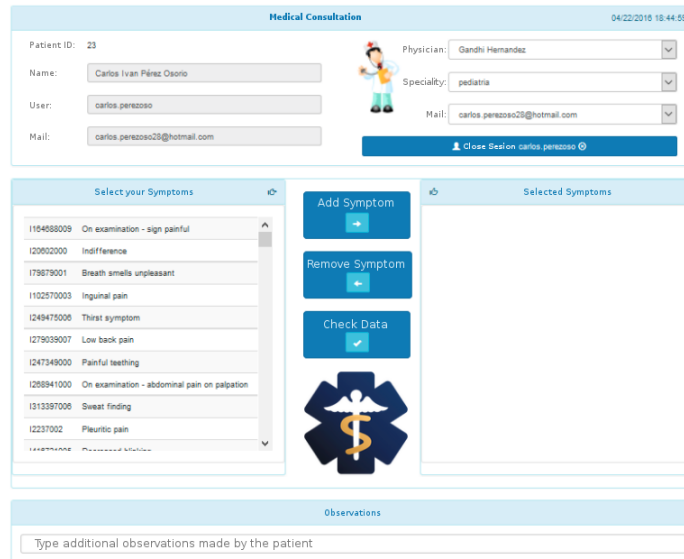 Medical Consultation
04/22/2016 18:44:59
Patient ID: 23
Name: Carlos Ivan Pérez Osorio
User: carlos.perezoso
Mail: carlos.perezoso28@hotmail.com
Physician: Gandhi Hernandez
Speciality: pediatria
Mail: carlos.perezoso28@hotmail.com
Close Sesion carlos.perezoso
Select your Symptoms
I164688009 On examination - sign painful
I20602000 Indifference
I79879001 Breath smells unpleasant
I102570003 Inguinal pain
I249475006 Thirst symptom
I279039007 Low back pain
I247349000 Painful teething
I268941000 On examination - abdominal pain on palpation
I313397006 Sweat finding
I2237002 Pleuritic pain
Add Symptom
Remove Symptom
Check Data
Selected Symptoms
Observations
Type additional observations made by the patient